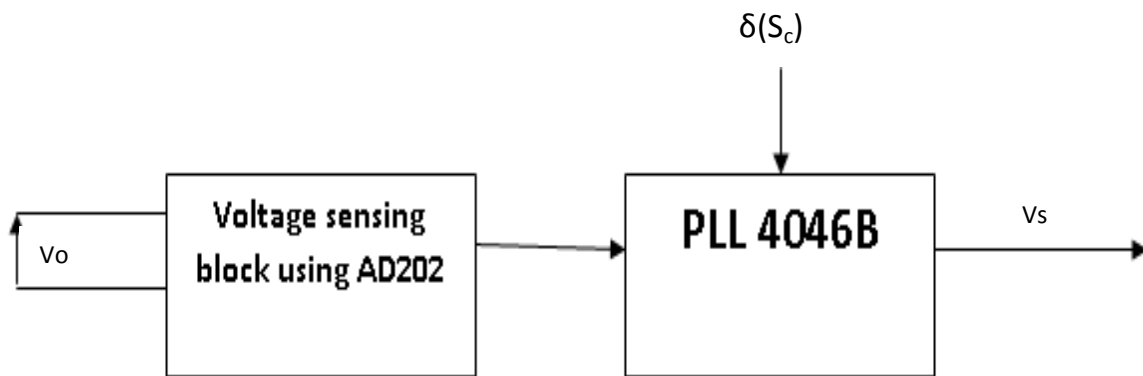 δ(Sc)
Voltage sensing
block using AD202
PLL 4046B
Vo
Vs